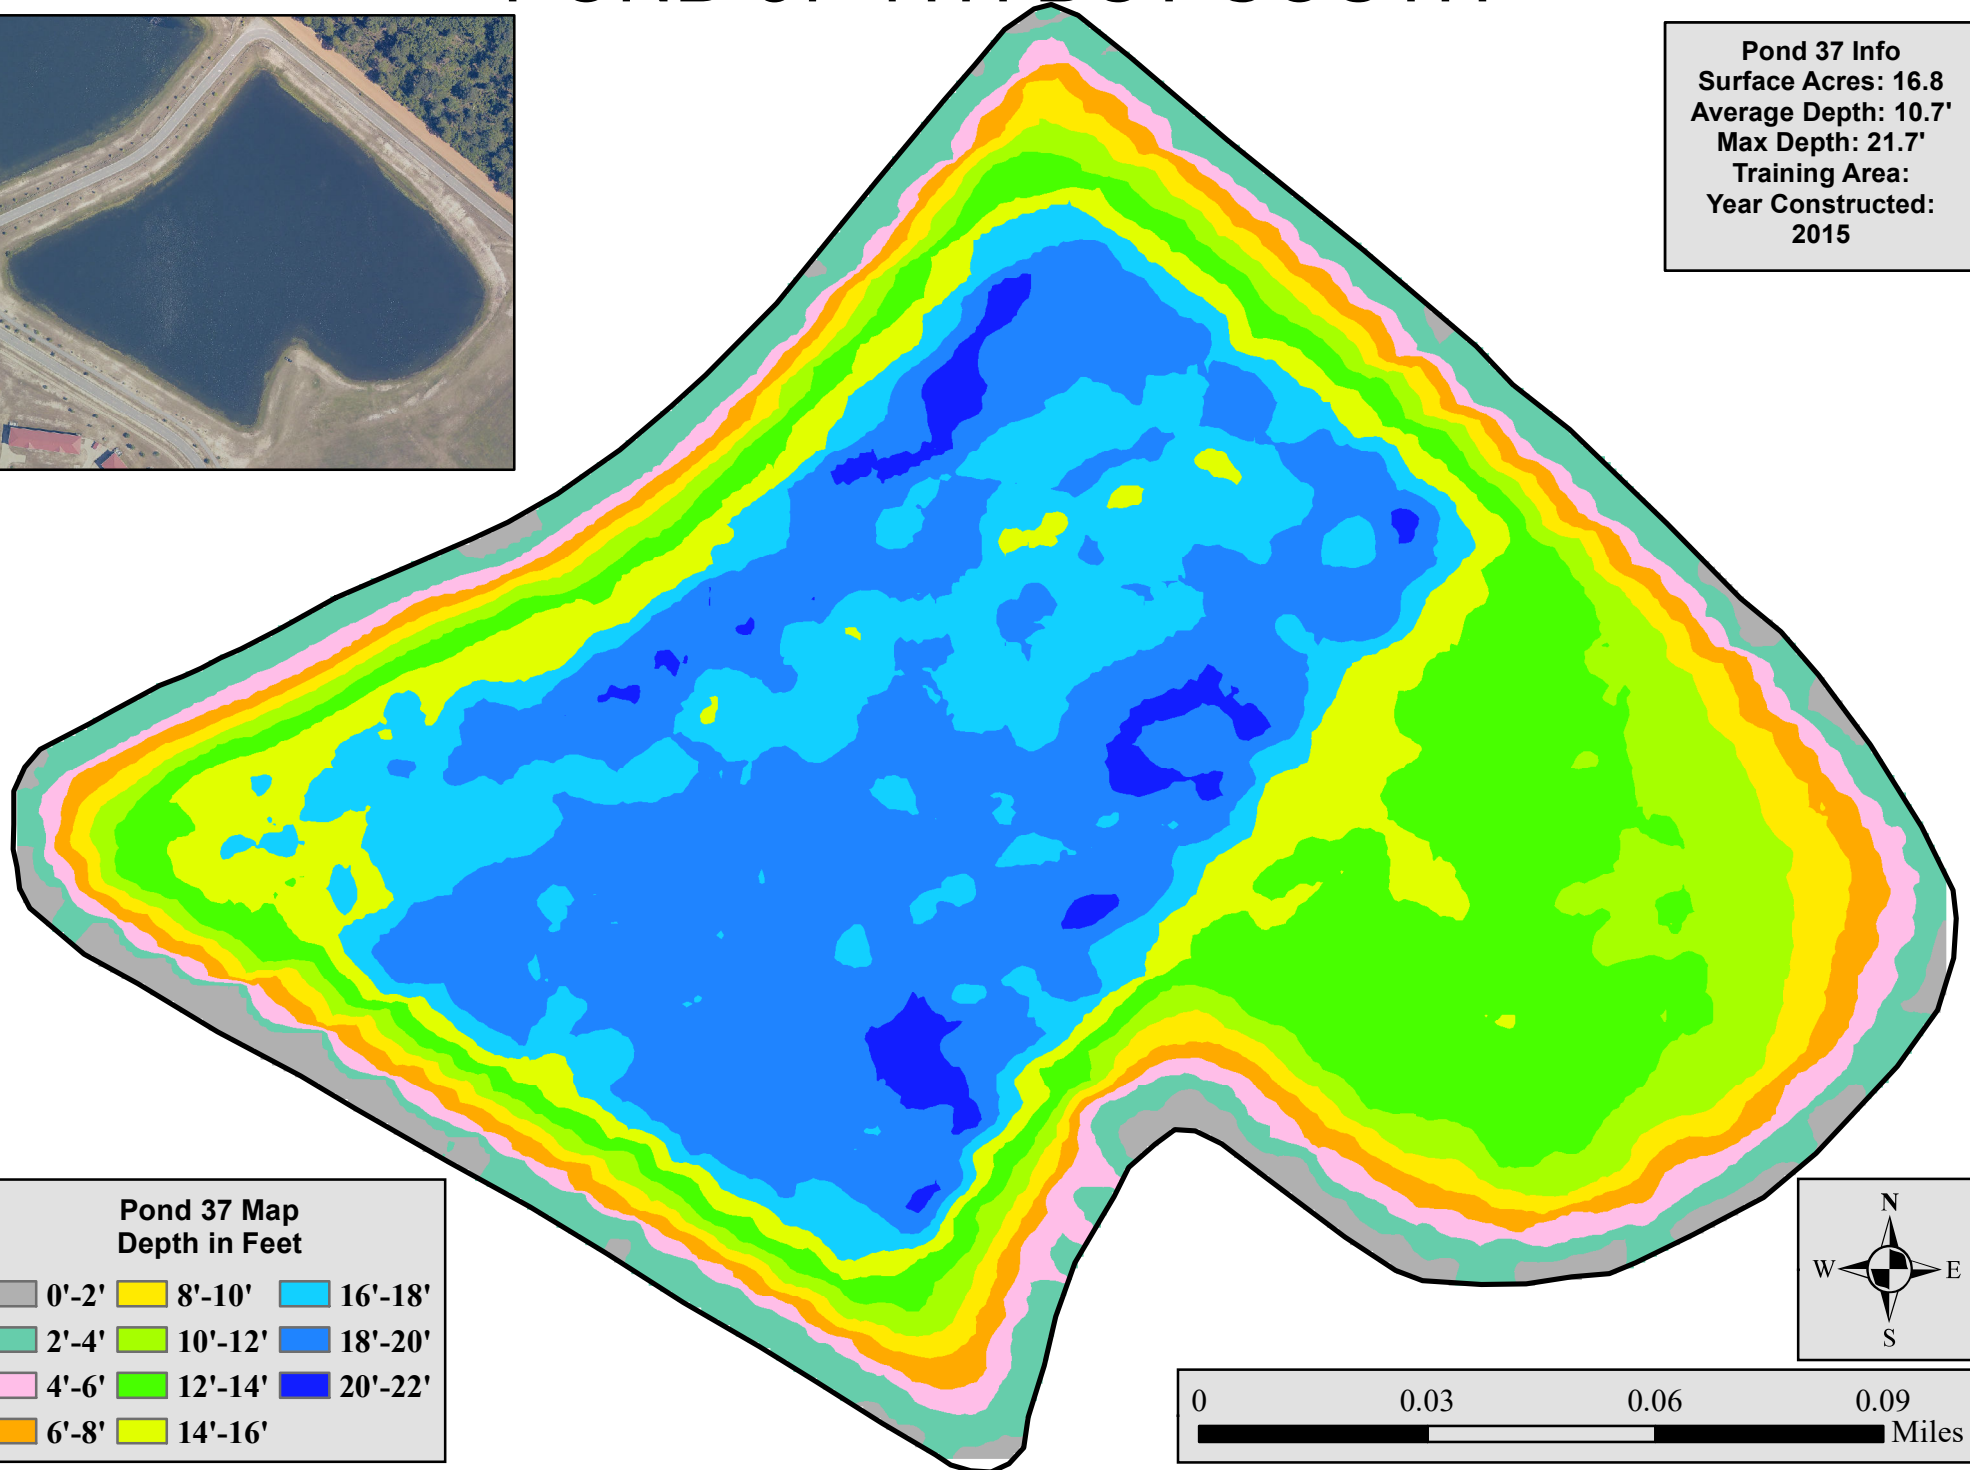 Pond 37 Info
Surface Acres: 16.8
Average Depth: 10.7'
Max Depth: 21.7'
Training Area:
Year Constructed:
2015
Pond 37 Map
Depth in Feet
0'-2' 8'-10' 16'-18'
2'-4' 10'-12' 18'-20'
4'-6' 12'-14' 20'-22'
6'-8' 14'-16'
N
W E
S
0 0.03 0.06 0.09
Miles